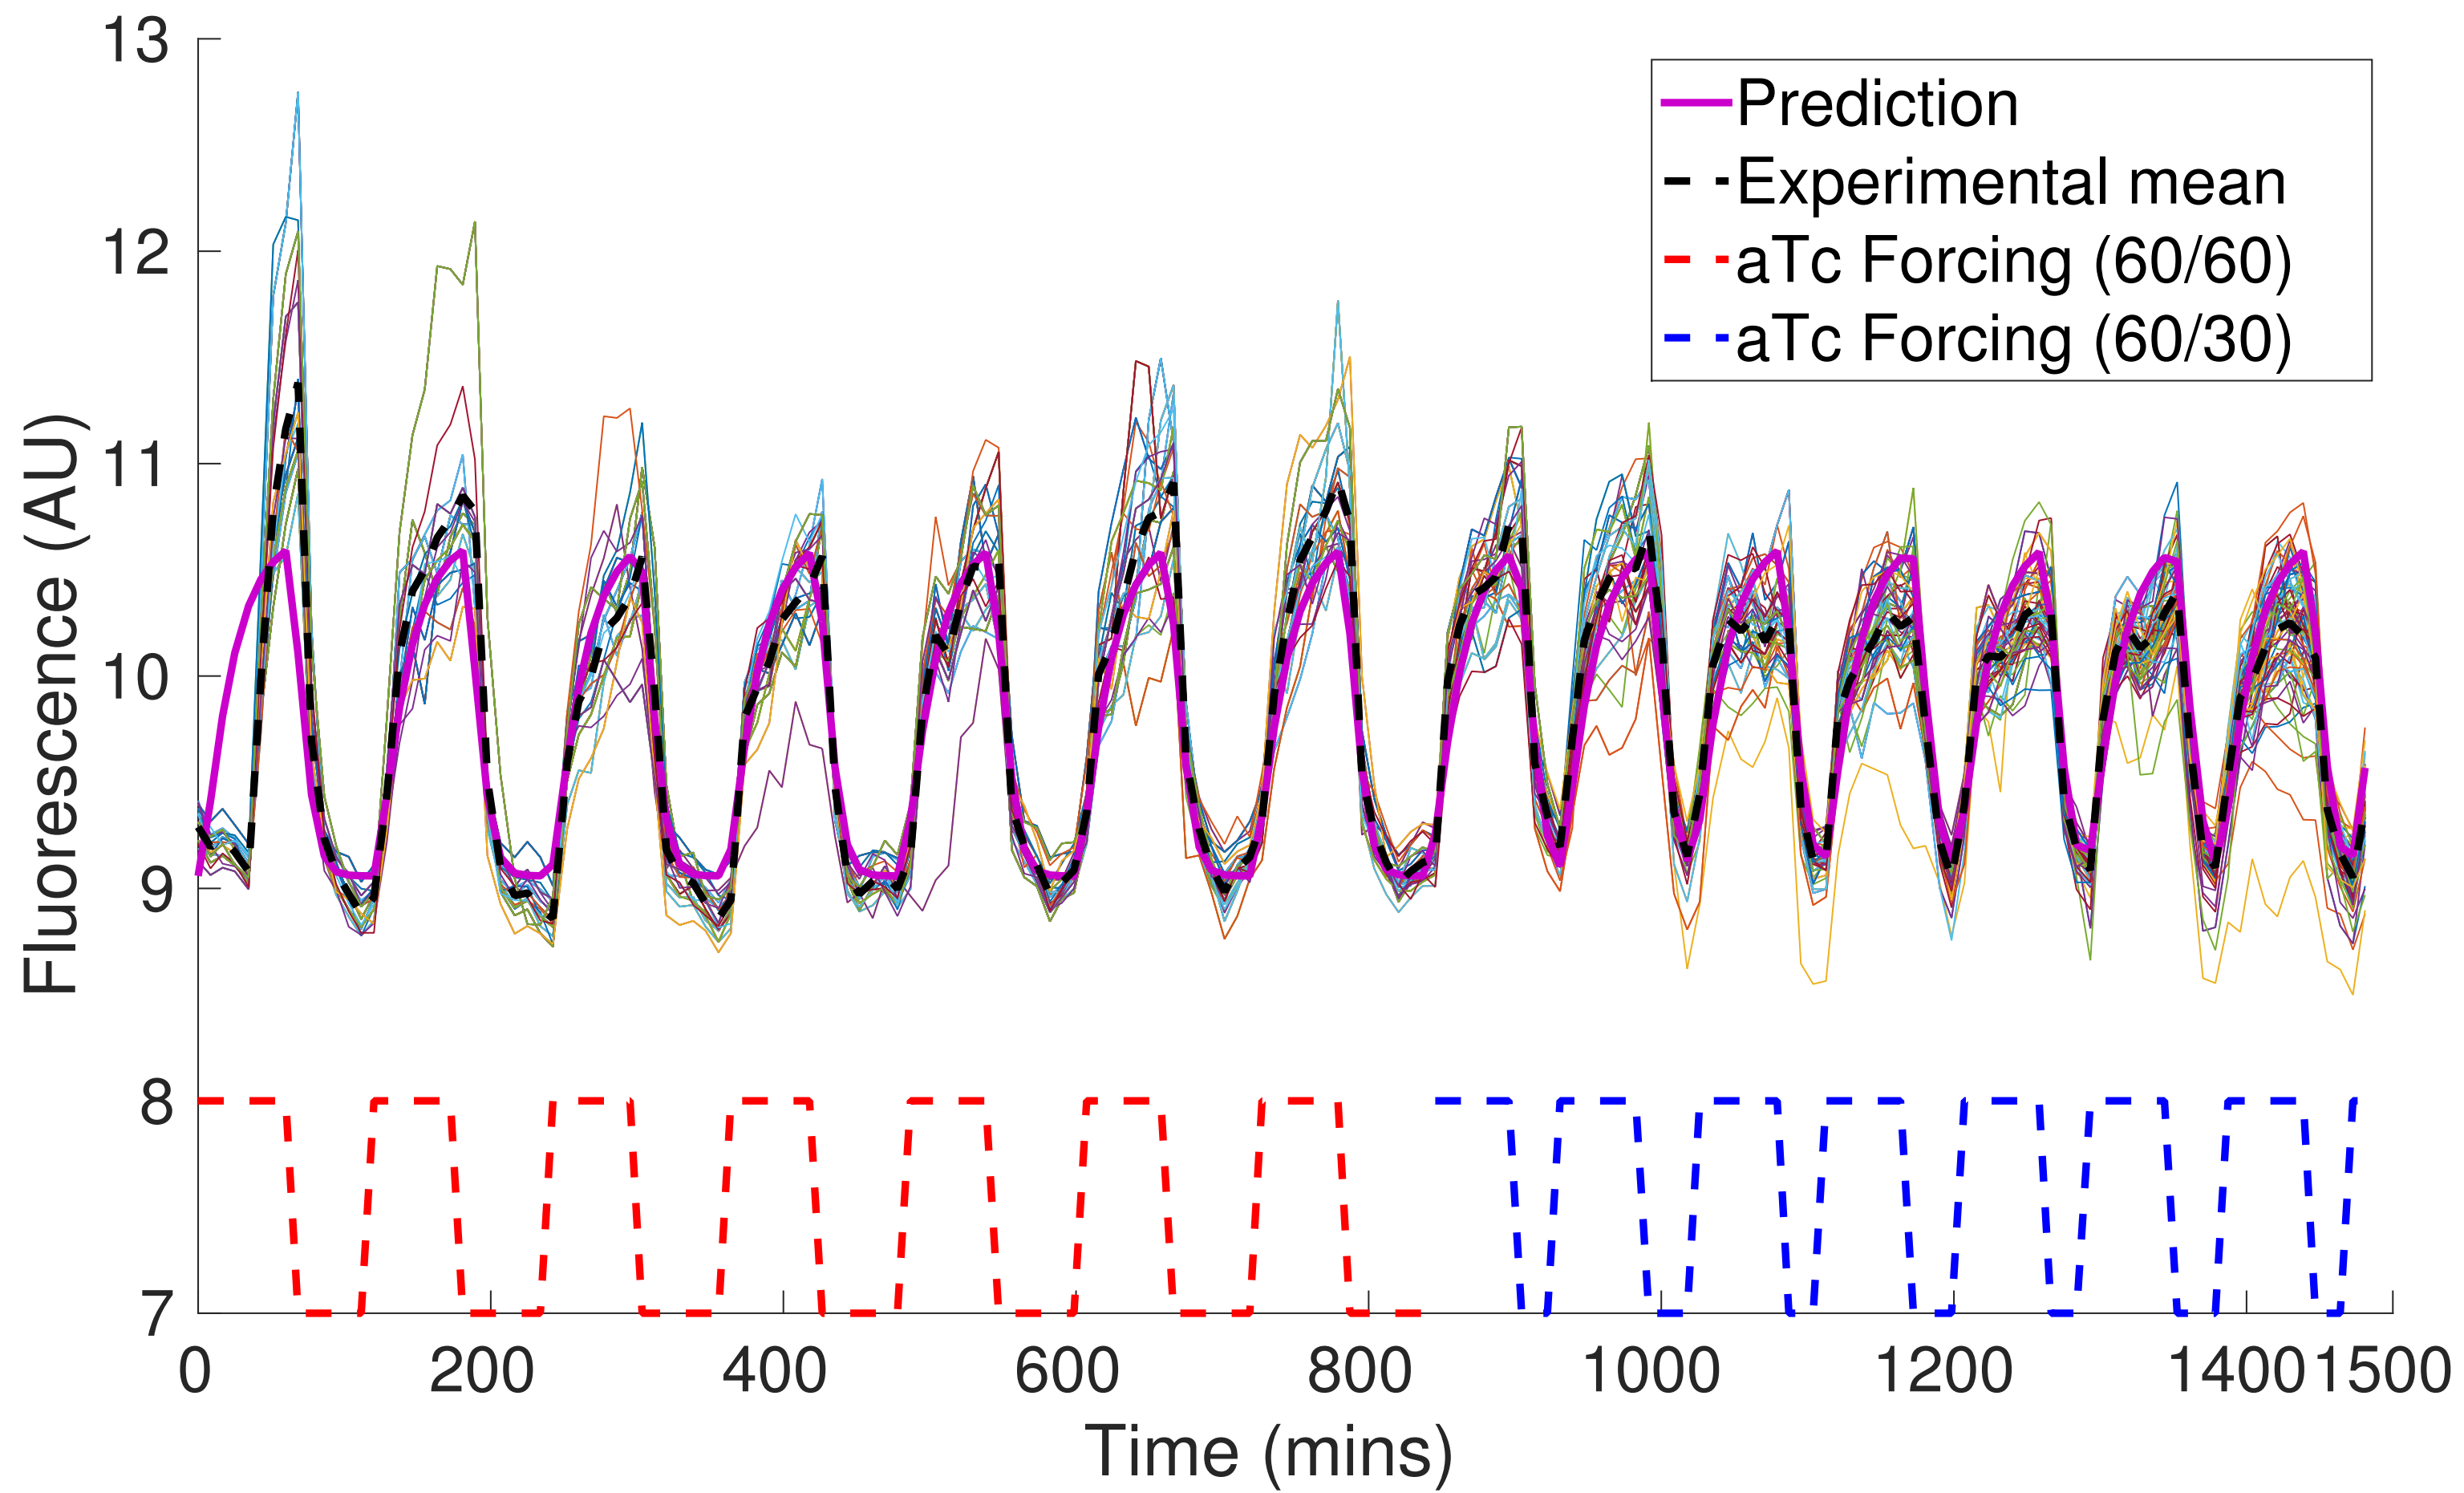 13
12
11
10
9
8
7
Fluorescence (AU)
Prediction
Experimental mean
aTc Forcing (60/60)
aTc Forcing (60/30)
0 200 400 600 800 1000 1200 1400 1500
Time (mins)